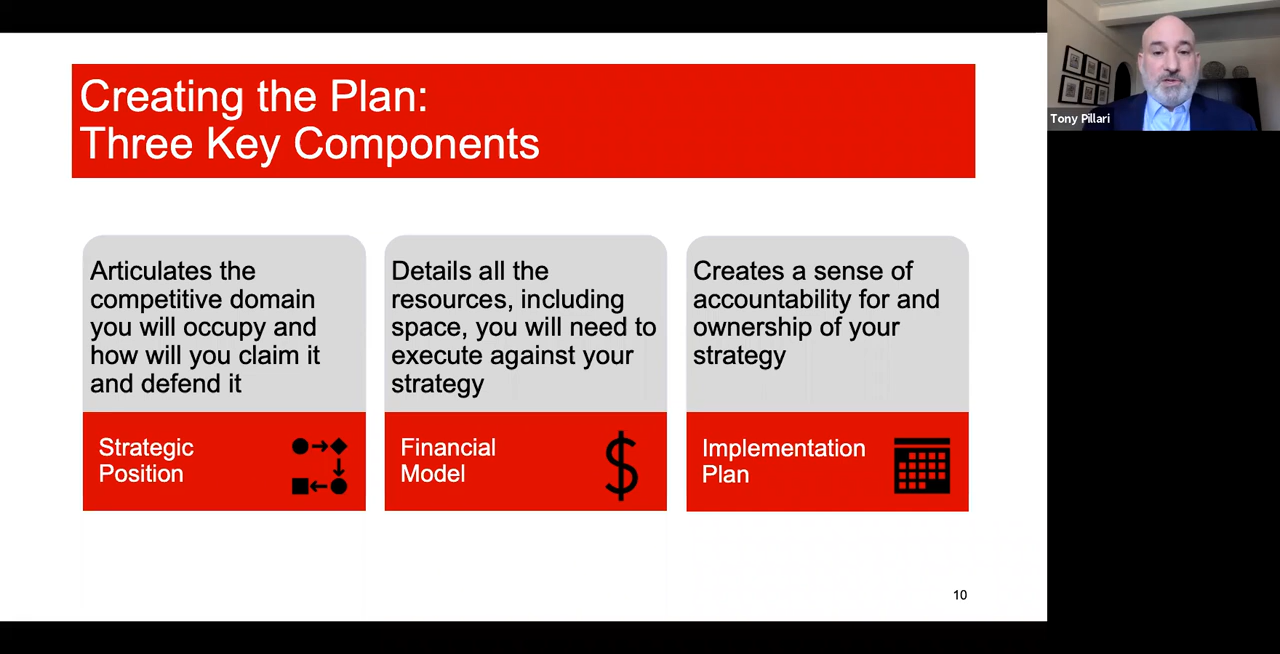 Creating the Plan:
Three Key Components
Tony Pillari
Articulates the
competitive domain
you will occupy and
how will you claim it
and defend it
Strategic
Position
Details all the
resources, including
space, you will need to
execute against your
strategy
Financial
Model
$
Creates a sense of
accountability for and
ownership of your
strategy
Implementation
Plan
10